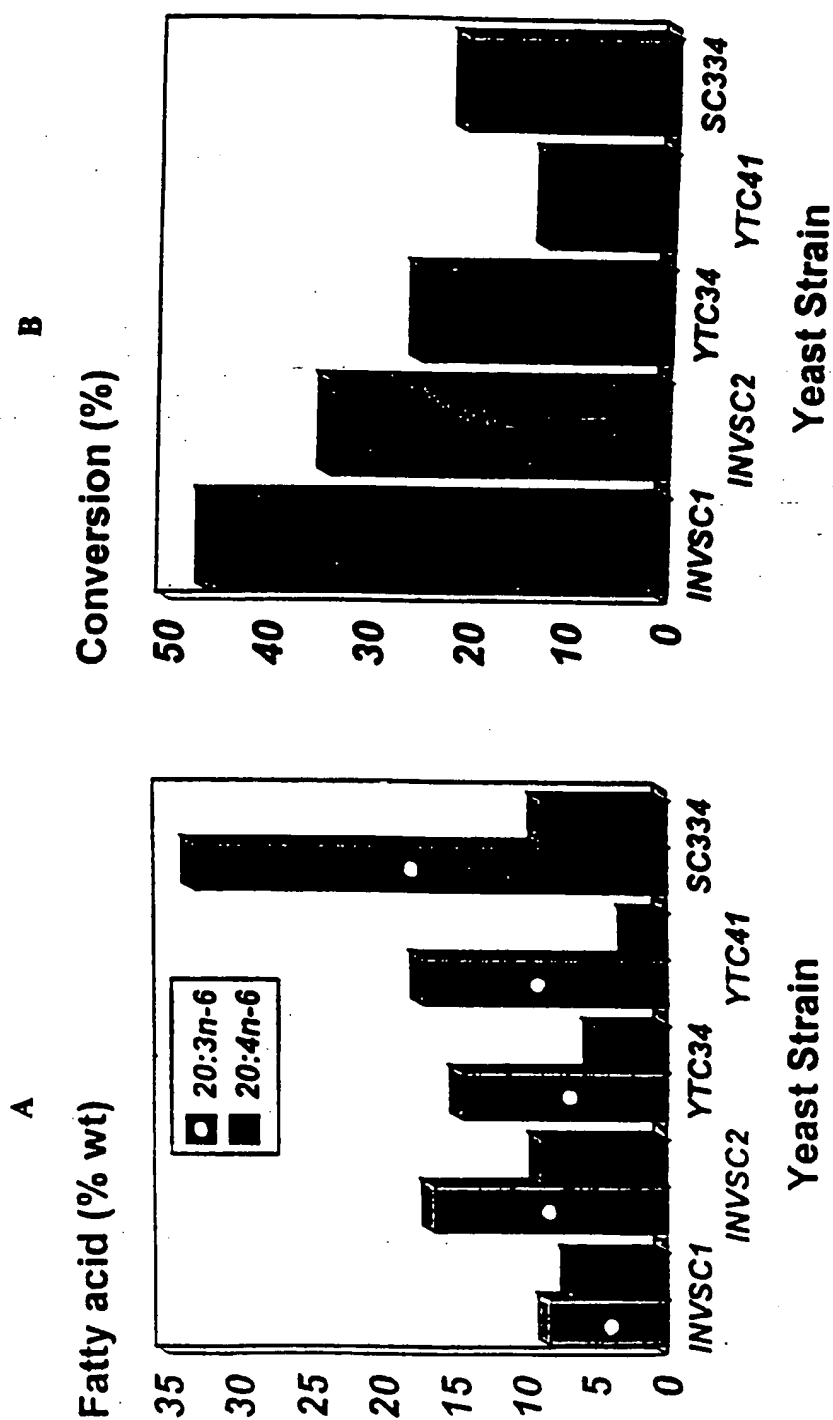 A
Fatty acid (% wt)
35
30
25
20
15
10
5
0
20:3n-6
20:4n-6
INVSC1
INVSC2
YTC34
YTC41
SC334
Yeast Strain
B
Conversion (%)
50
40
30
20
10
0
INVSC1
INVSC2
YTC34
YTC41
SC334
Yeast Strain